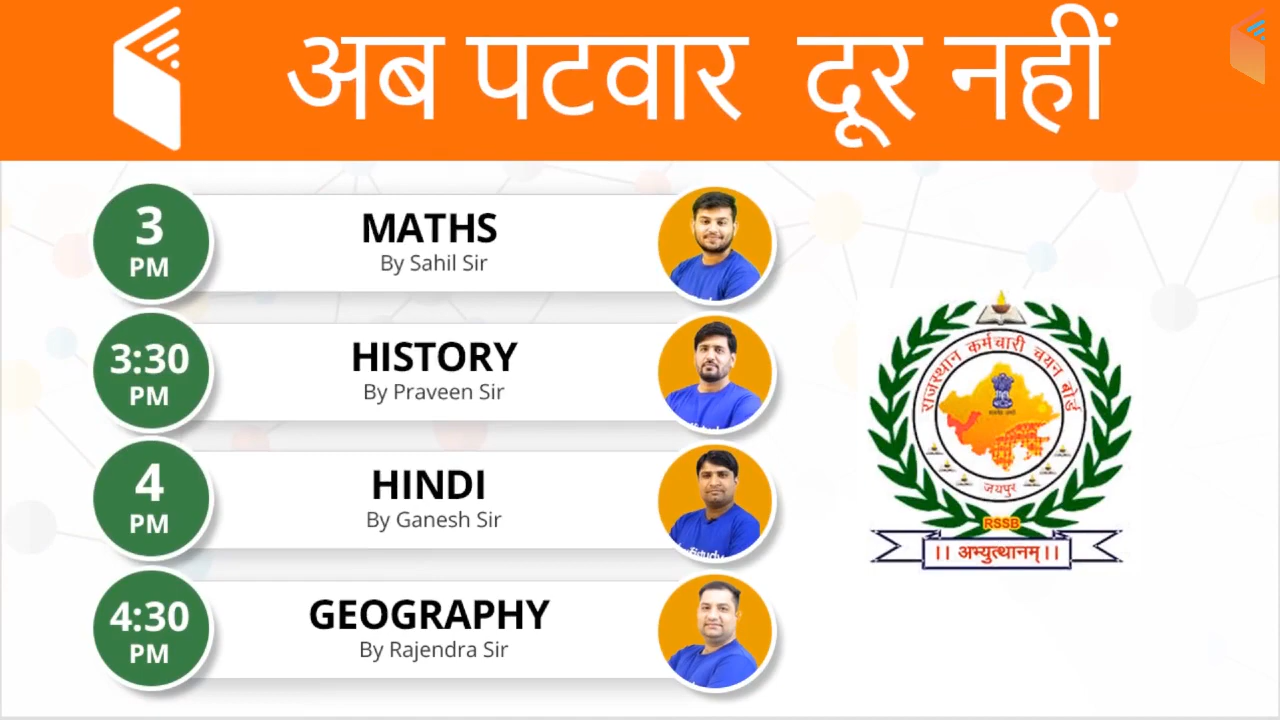 अब पटवार दूर नहीं
3
PM
MATHS
By Sahil Sir
3:30
PM
HISTORY
By Praveen Sir
4
PM
HINDI
By Ganesh Sir
4:30
PM
GEOGRAPHY
By Rajendra Sir
राजस्थान कर्मचारी चयन बोर्ड
जयपुर
RSSB
।। अभ्युत्थानम् ।।